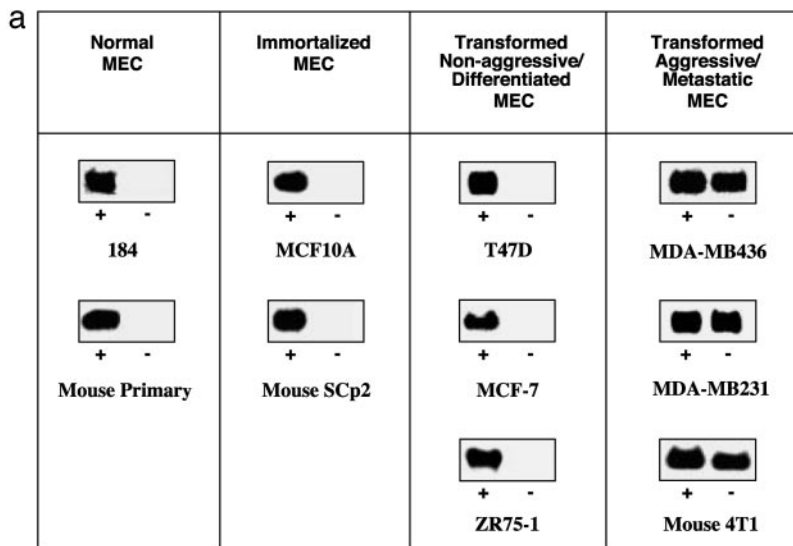 a
Normal
MEC
Immortalized
MEC
Transformed
Non-aggressive/
Differentiated
MEC
Transformed
Aggressive/
Metastatic
MEC
+ -
184
+ -
MCF10A
+ -
T47D
+ -
MDA-MB436
+ -
Mouse Primary
+ -
Mouse SCp2
+ -
MCF-7
+ -
MDA-MB231
+ -
ZR75-1
+ -
Mouse 4T1